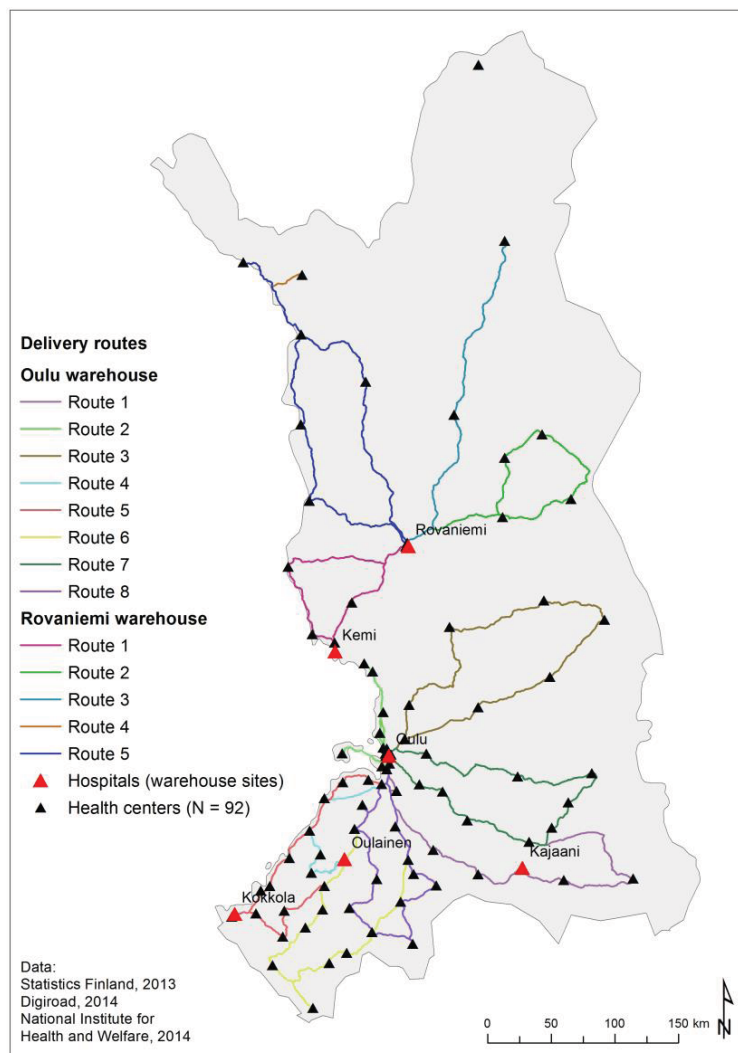 Delivery routes
Oulu warehouse
Route 1
Route 2
Route 3
Route 4
Route 5
Route 6
Route 7
Route 8
Rovaniemi warehouse
Route 1
Route 2
Route 3
Route 4
Route 5
Hospitals (warehouse sites)
Health centers (N = 92)
Rovaniemi
Kemi
Oulu
Oulainen
Kajaani
Kokkola
Data:
Statistics Finland, 2013
Digiroad, 2014
National Institute for
Health and Welfare, 2014
0 50 100 150 km
N